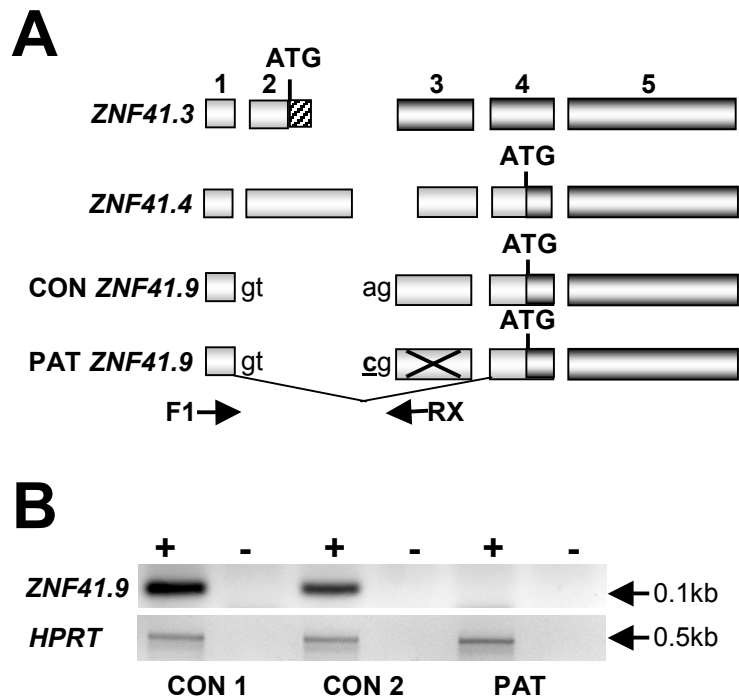 A
ATG
1 2 3 4 5
ZNF41.3
ATG
ZNF41.4
ATG
CON ZNF41.9 gt ag
ATG
PAT ZNF41.9 gt cg
F1 RX
B
+ - + - + -
ZNF41.9 0.1kb
HPRT 0.5kb
CON 1 CON 2 PAT